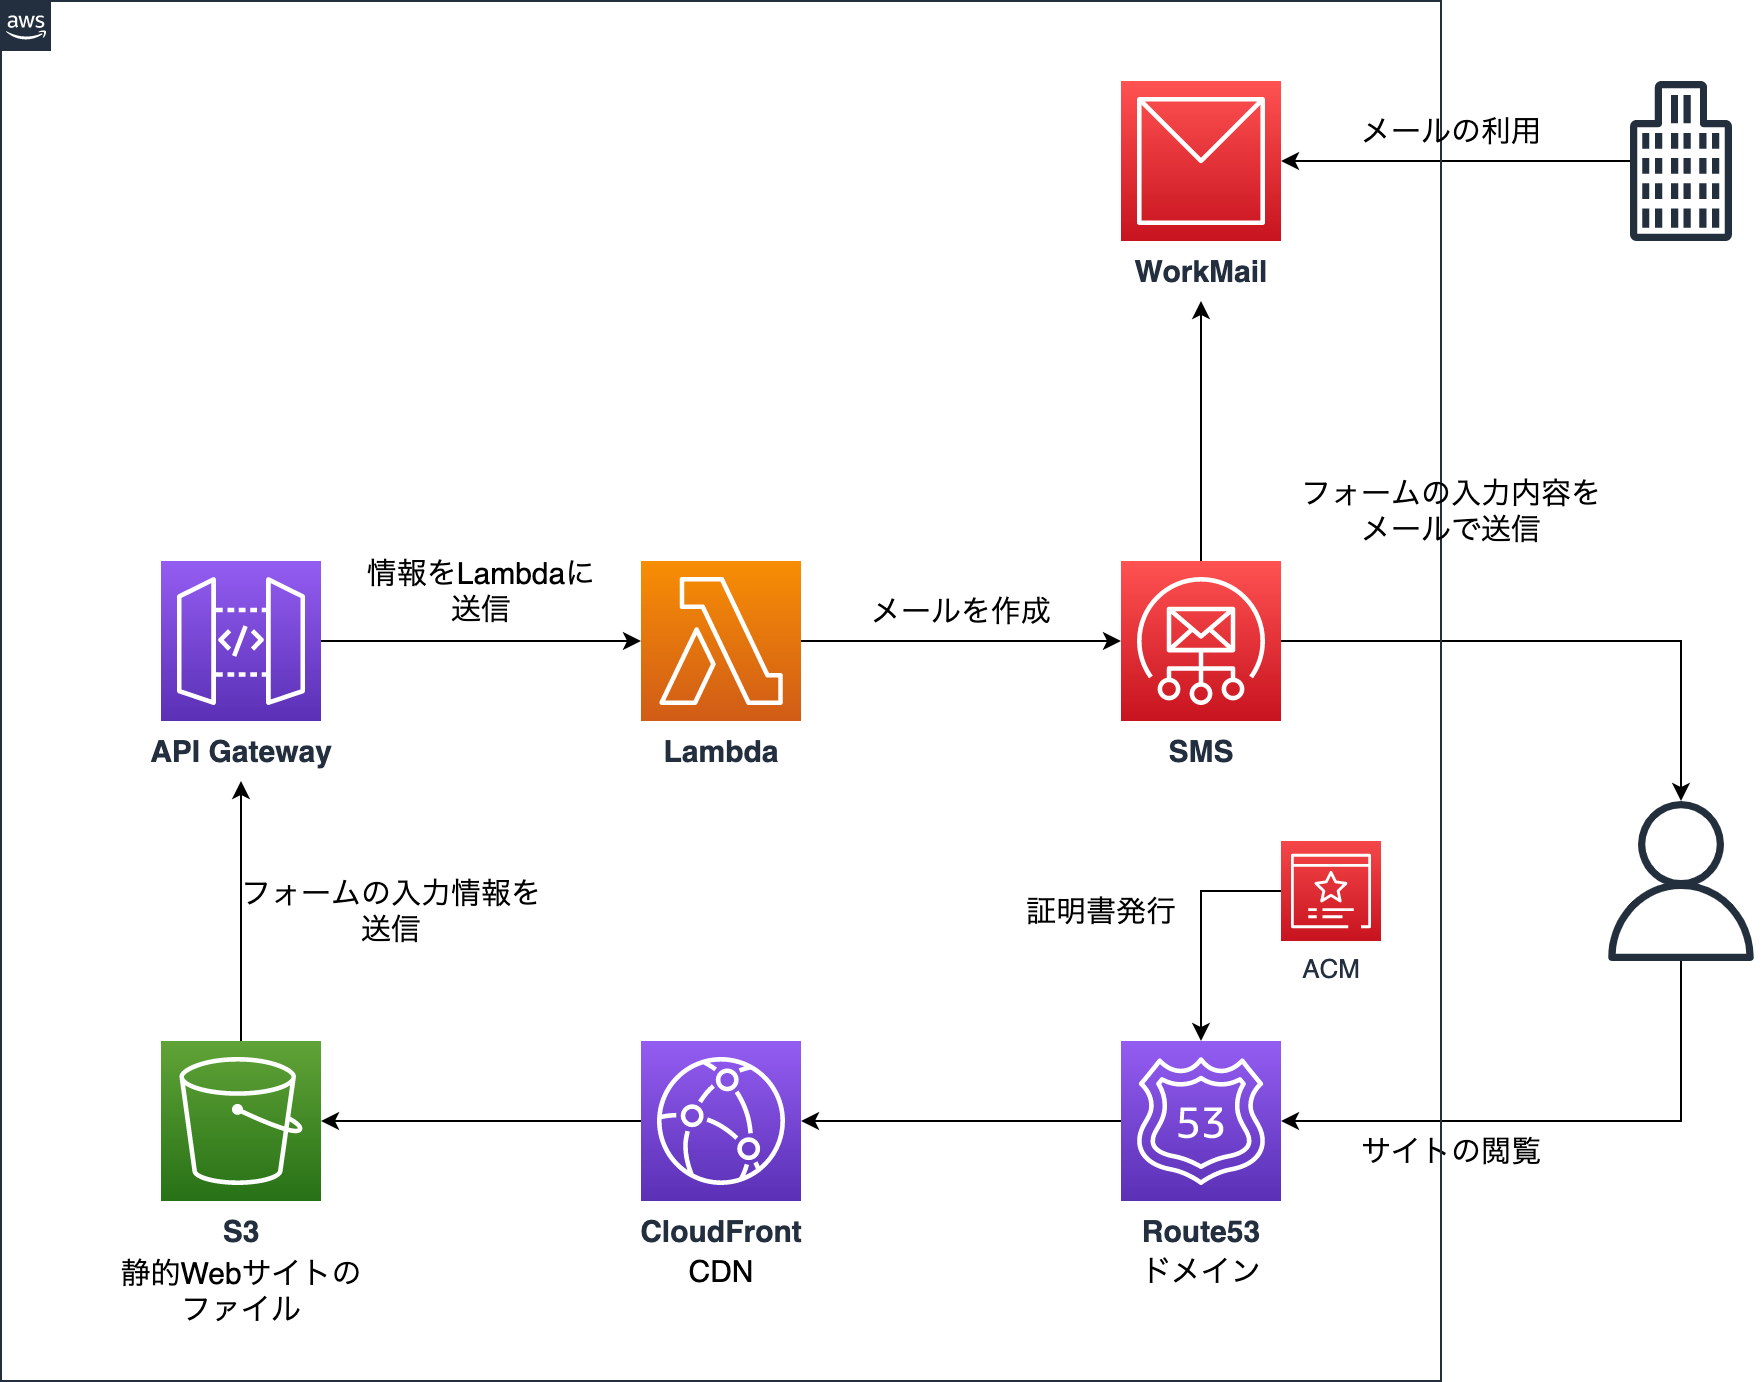 aws
メールの利用
WorkMail
フォームの入力内容を
メールで送信
情報をLambdaに
送信
メールを作成
API Gateway
Lambda
SMS
フォームの入力情報を
送信
証明書発行
ACM
53
サイトの閲覧
S3
静的Webサイトの
ファイル
CloudFront
CDN
Route53
ドメイン